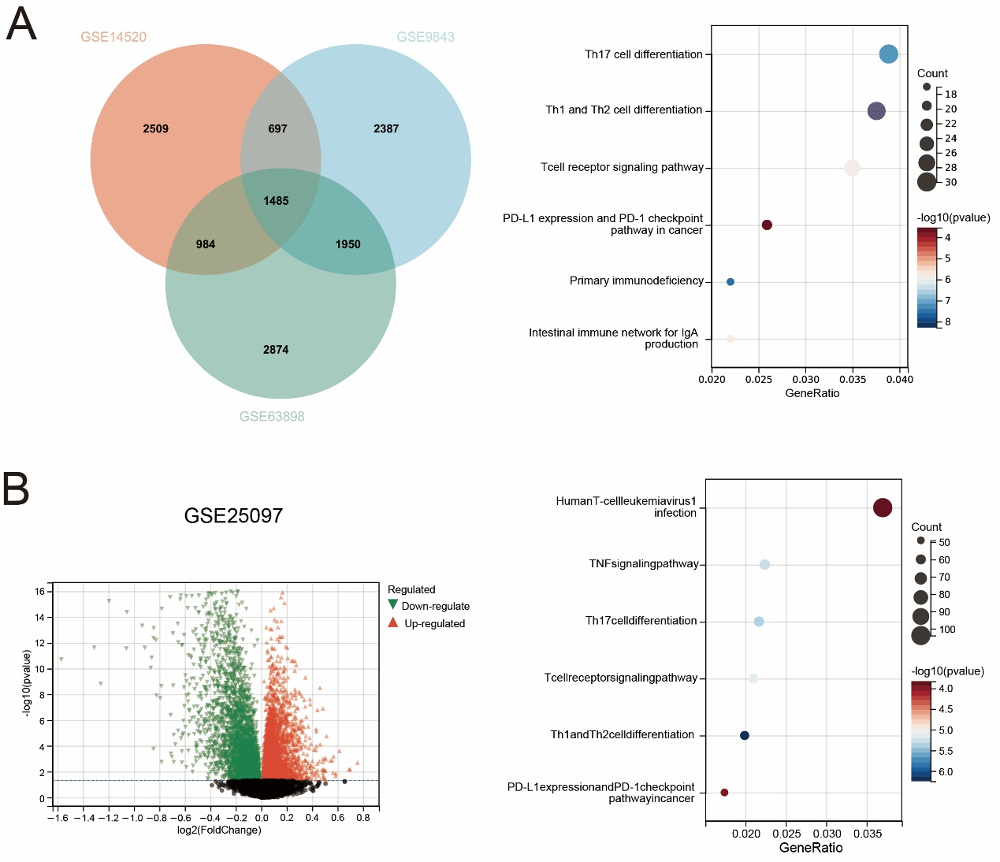 A
GSE14520
GSE9843
2509
697
2387
1485
984
1950
2874
GSE63898
Th17 cell differentiation
Th1 and Th2 cell differentiation
Tcell receptor signaling pathway
PD-L1 expression and PD-1 checkpoint
pathway in cancer
Primary immunodeficiency
Intestinal immune network for IgA
production
0.020 0.025 0.030 0.035 0.040
GeneRatio
Count
18
20
22
24
26
28
30
-log10(pvalue)
4
5
6
7
8
B
GSE25097
16
14
12
10
8
6
4
2
0
-log10(pvalue)
−1.6 −1.4 −1.2 −1.0 −0.8 −0.6 −0.4 −0.2 0.0 0.2 0.4 0.6 0.8
log2(FoldChange)
Regulated
Down-regulate
Up-regulated
HumanT-cellleukemiavirus1
infection
TNFsignalingpathway
Th17celldifferentiation
Tcellreceptorsignalingpathway
Th1andTh2celldifferentiation
PD-L1expressionandPD-1checkpoint
pathwayincancer
0.020 0.025 0.030 0.035
GeneRatio
Count
50
60
70
80
90
100
-log10(pvalue)
4.0
4.5
5.0
5.5
6.0